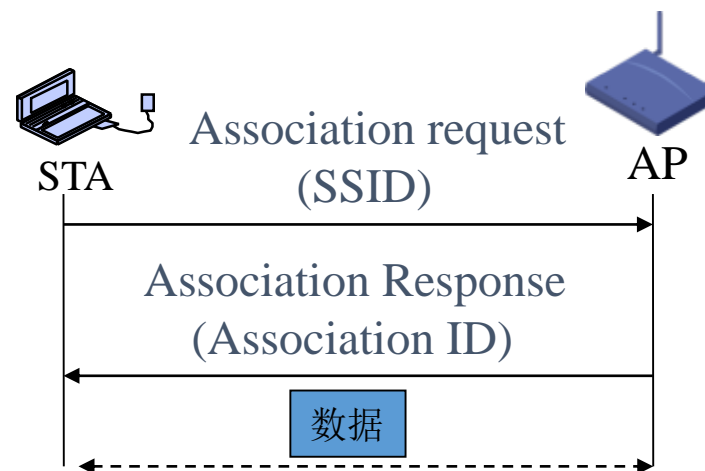 Association request
(SSID)
STA
AP
Association Response
(Association ID)
数据